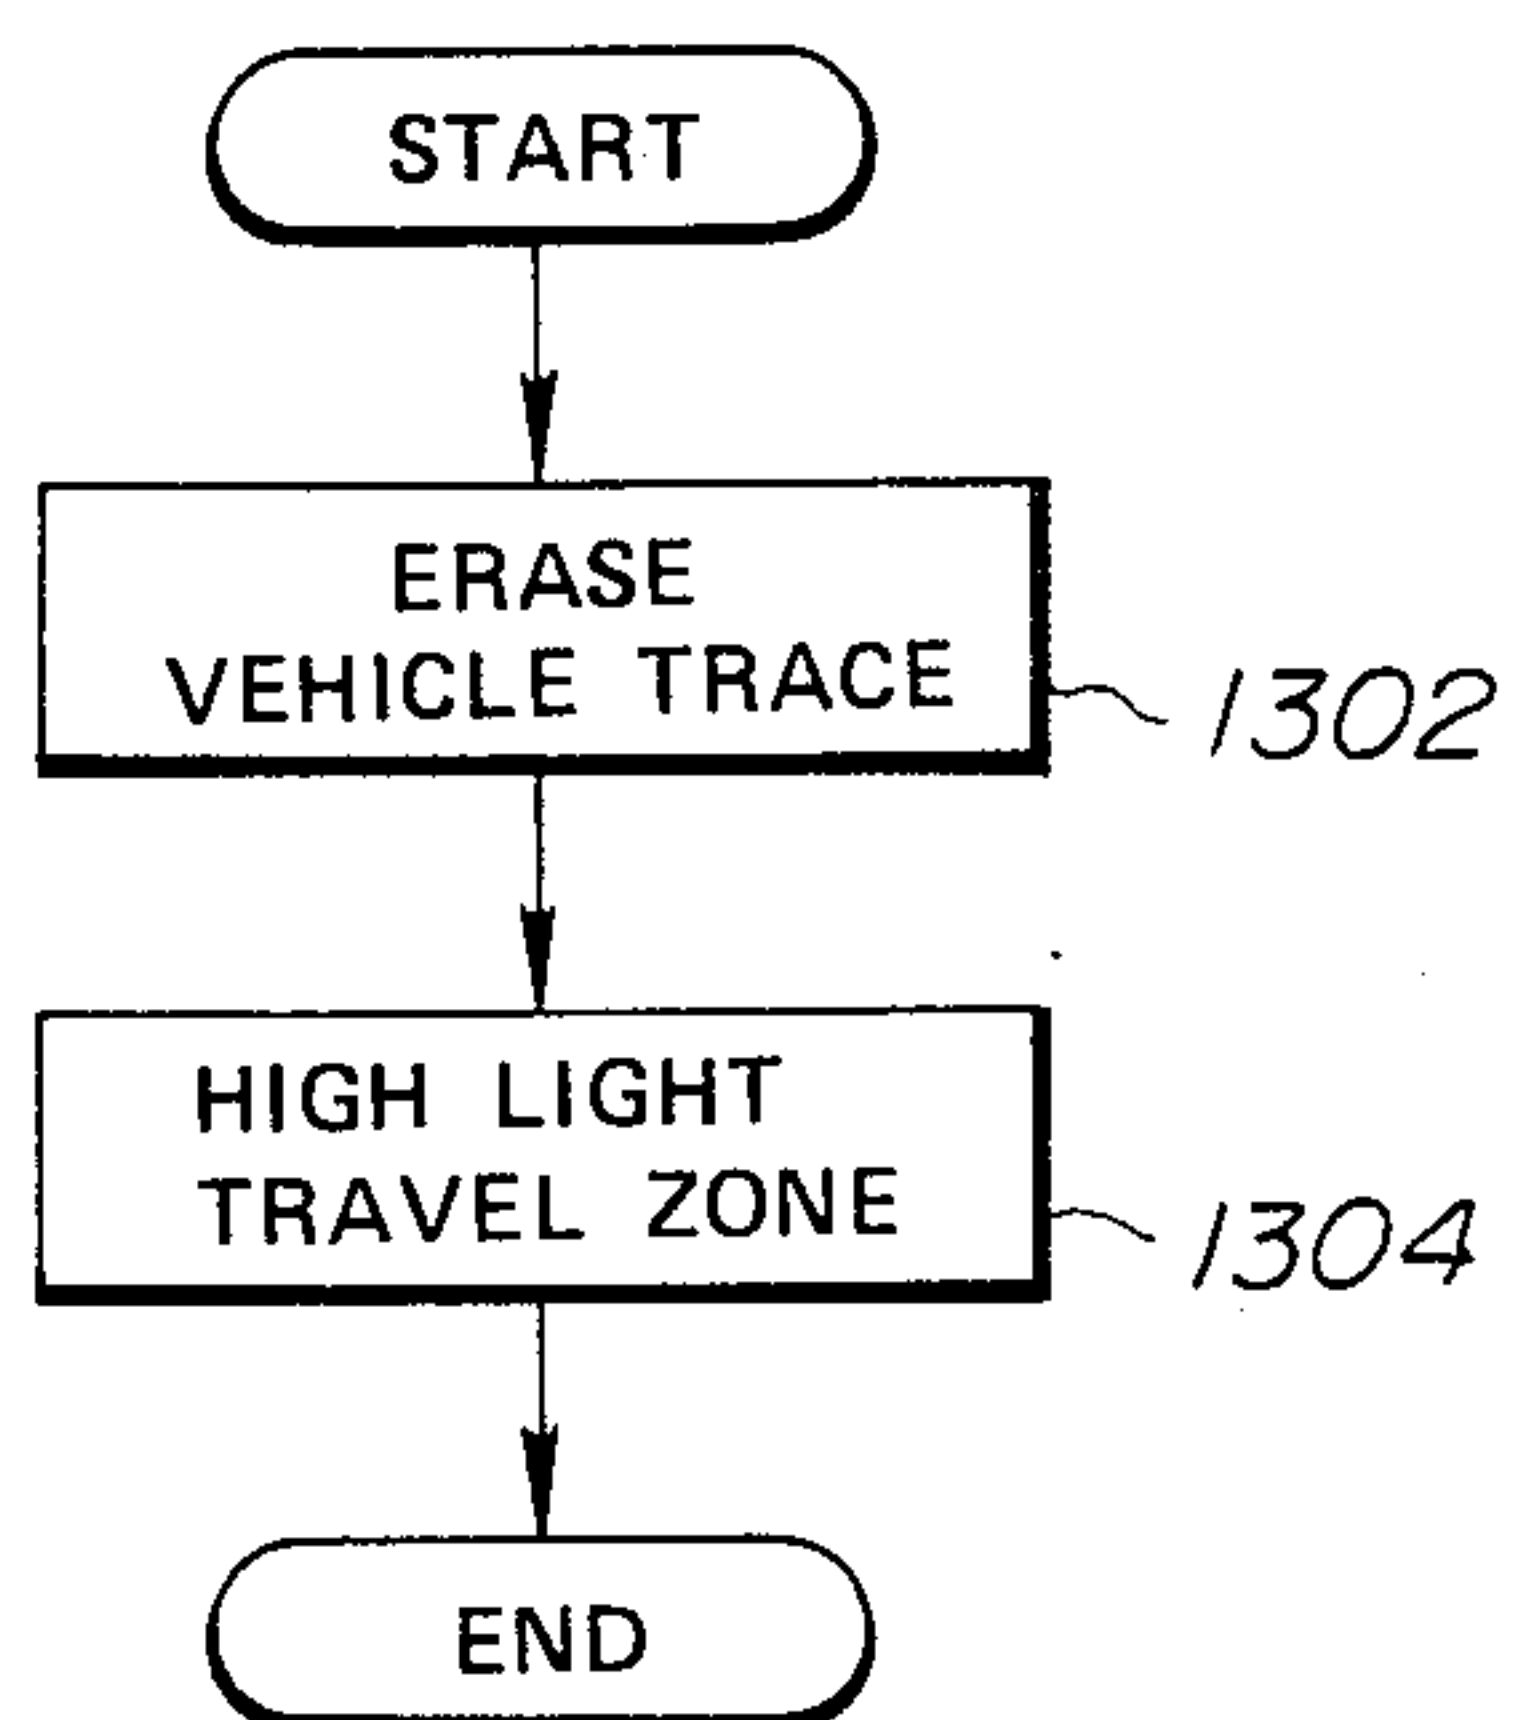 START
ERASE
VEHICLE TRACE
1302
HIGH LIGHT
TRAVEL ZONE
1304
END